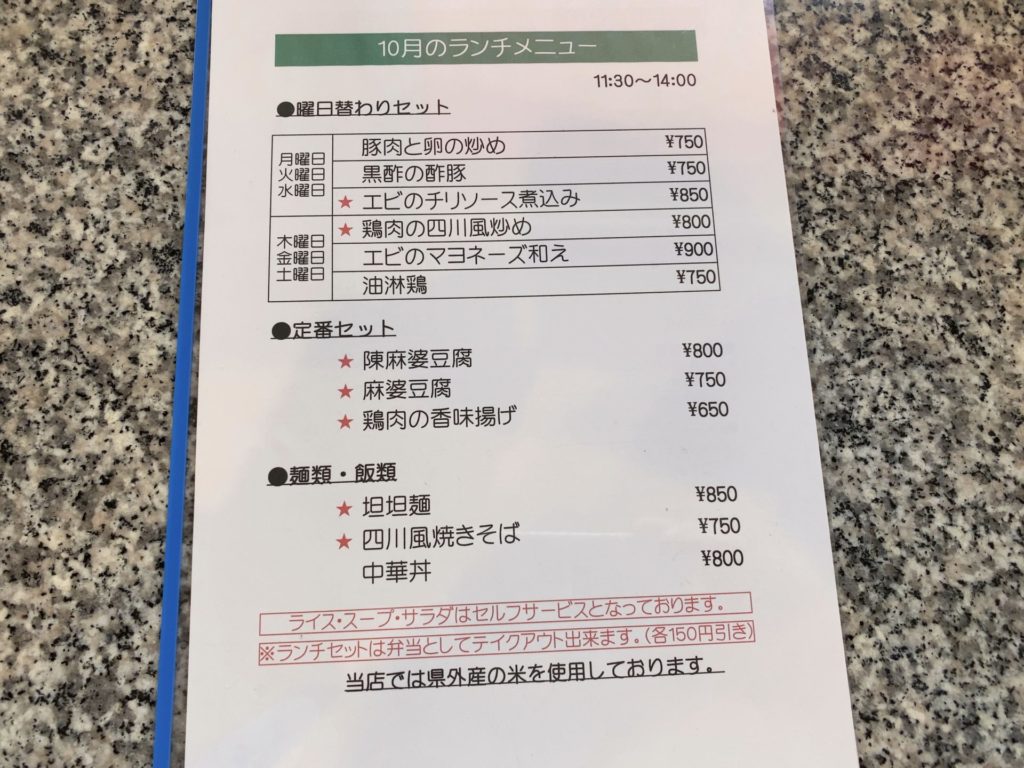 10月のランチメニュー
11:30～14:00
●曜日替わりセット
月曜日
火曜日
水曜日
豚肉と卵の炒め ¥750
黒酢の酢豚 ¥750
★ エビのチリソース煮込み ¥850
木曜日
金曜日
土曜日
★ 鶏肉の四川風炒め ¥800
エビのマヨネーズ和え ¥900
油淋鶏 ¥750
●定番セット
★ 陳麻婆豆腐 ¥800
★ 麻婆豆腐 ¥750
★ 鶏肉の香味揚げ ¥650
●麺類・飯類
★ 坦坦麺 ¥850
★ 四川風焼きそば ¥750
中華丼 ¥800
ライス・スープ・サラダはセルフサービスとなっております。
※ランチセットは弁当としてテイクアウト出来ます。(各150円引き)
当店では県外産の米を使用しております。